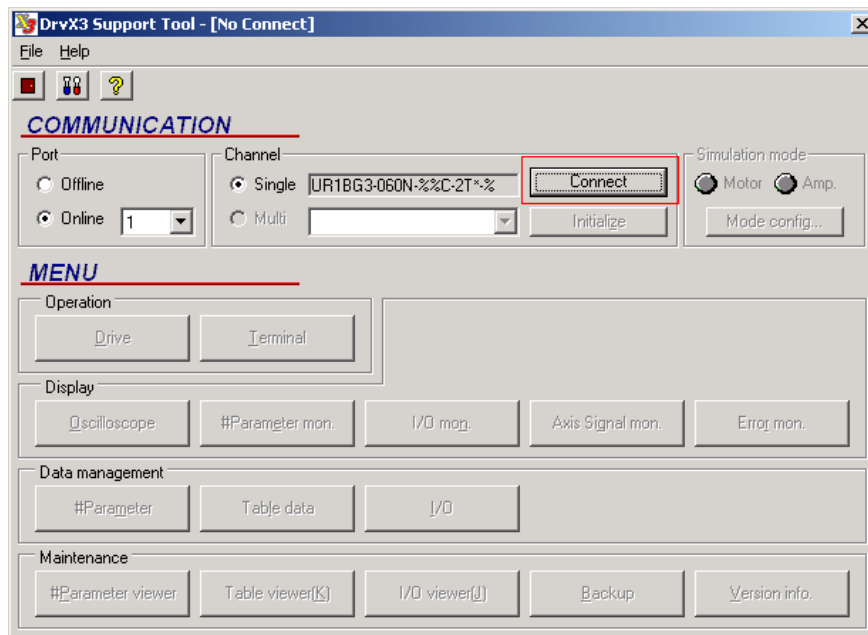 DrvX3 Support Tool - [No Connect]
File Help
COMMUNICATION
Port
Offline
Online 1
Channel
Single UR1BG3-060N-%%C-2T*-% Connect
Multi Initialize
Simulation mode
Motor Amp.
Mode config...
MENU
Operation
Drive Terminal
Display
Oscilloscope #Parameter mon. I/O mon. Axis Signal mon. Error mon.
Data management
#Parameter Table data I/O
Maintenance
#Parameter viewer Table viewer(K) I/O viewer(J) Backup Version info.